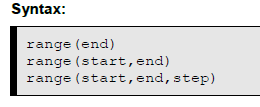 Syntax:
range(end)
range(start,end)
range(start,end,step)